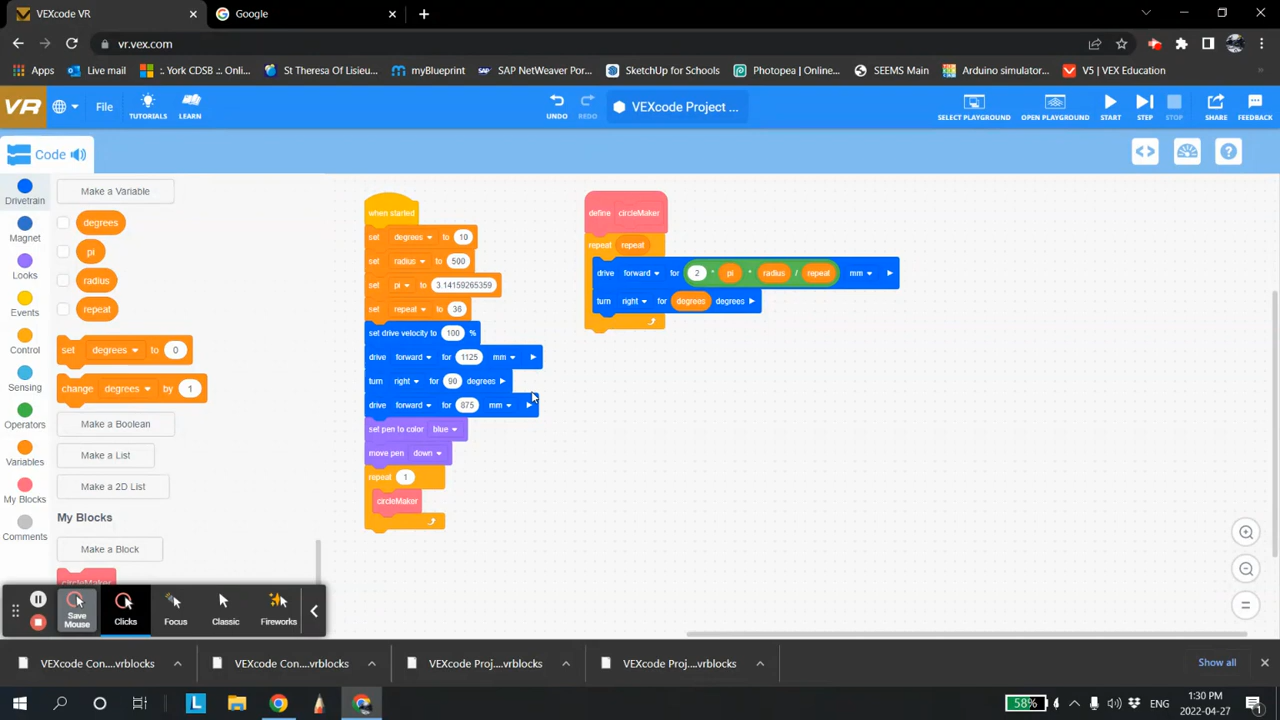 VEXcode VR
Google
vr.vex.com
Apps
Live mail
.: York CDSB :.: Onli...
St Theresa Of Lisieu...
myBlueprint
SAP NetWeaver Por...
SketchUp for Schools
Photopea | Online...
SEEMS Main
Arduino simulator...
V5 | VEX Education
VR
File
TUTORIALS
LEARN
UNDO
REDO
VEXcode Project ...
SELECT PLAYGROUND
OPEN PLAYGROUND
START
STEP
STOP
SHARE
FEEDBACK
Code
Drivetrain
Magnet
Looks
Events
Control
Sensing
Operators
Variables
My Blocks
Comments
Make a Variable
degrees
pi
radius
repeat
set degrees to 0
change degrees by 1
Make a Boolean
Make a List
Make a 2D List
My Blocks
Make a Block
circleMaker
when started
set degrees to 10
set radius to 500
set pi to 3.14159265359
set repeat to 36
set drive velocity to 100 %
drive forward for 1125 mm
turn right for 90 degrees
drive forward for 875 mm
set pen to color blue
move pen down
repeat 1
circleMaker
define circleMaker
repeat repeat
drive forward for 2 * pi * radius / repeat mm
turn right for degrees degrees
Save Mouse
Clicks
Focus
Classic
Fireworks
VEXcode Con....vrblocks
VEXcode Con....vrblocks
VEXcode Proj....vrblocks
VEXcode Proj....vrblocks
Show all
58%
ENG
1:30 PM
2022-04-27